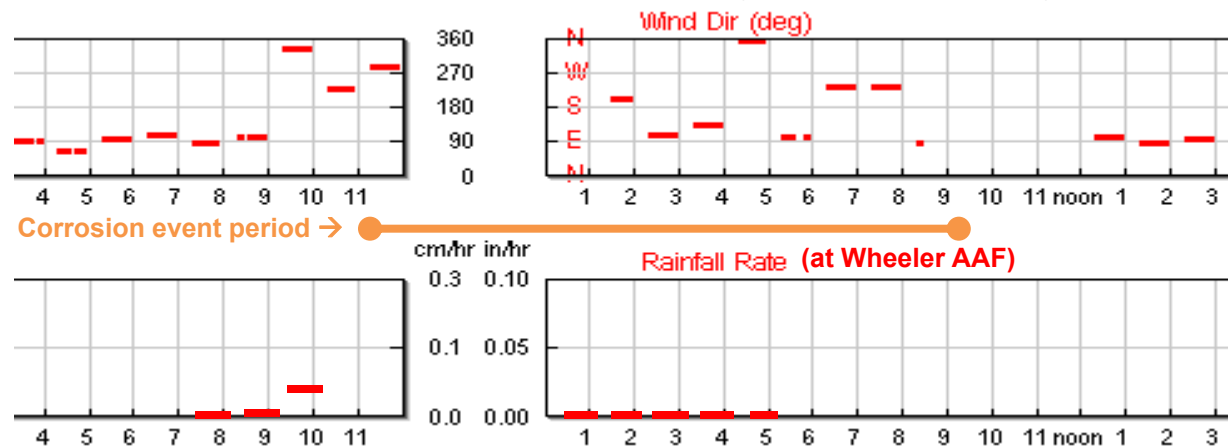 Wind Dir (deg)
360
270
180
90
0
N
W
S
E
N
4 5 6 7 8 9 10 11
1 2 3 4 5 6 7 8 9 10 11 noon 1 2 3
Corrosion event period →
cm/hr in/hr
Rainfall Rate (at Wheeler AAF)
0.3 0.10
0.1 0.05
0.0 0.00
4 5 6 7 8 9 10 11
1 2 3 4 5 6 7 8 9 10 11 noon 1 2 3